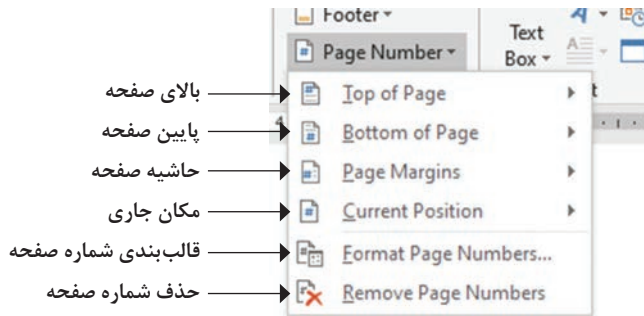 Footer
Page Number
Text
Box
بالای صفحه
Top of Page
پایین صفحه
Bottom of Page
حاشیه صفحه
Page Margins
مکان جاری
Current Position
قالب‌بندی شماره صفحه
Format Page Numbers...
حذف شماره صفحه
Remove Page Numbers